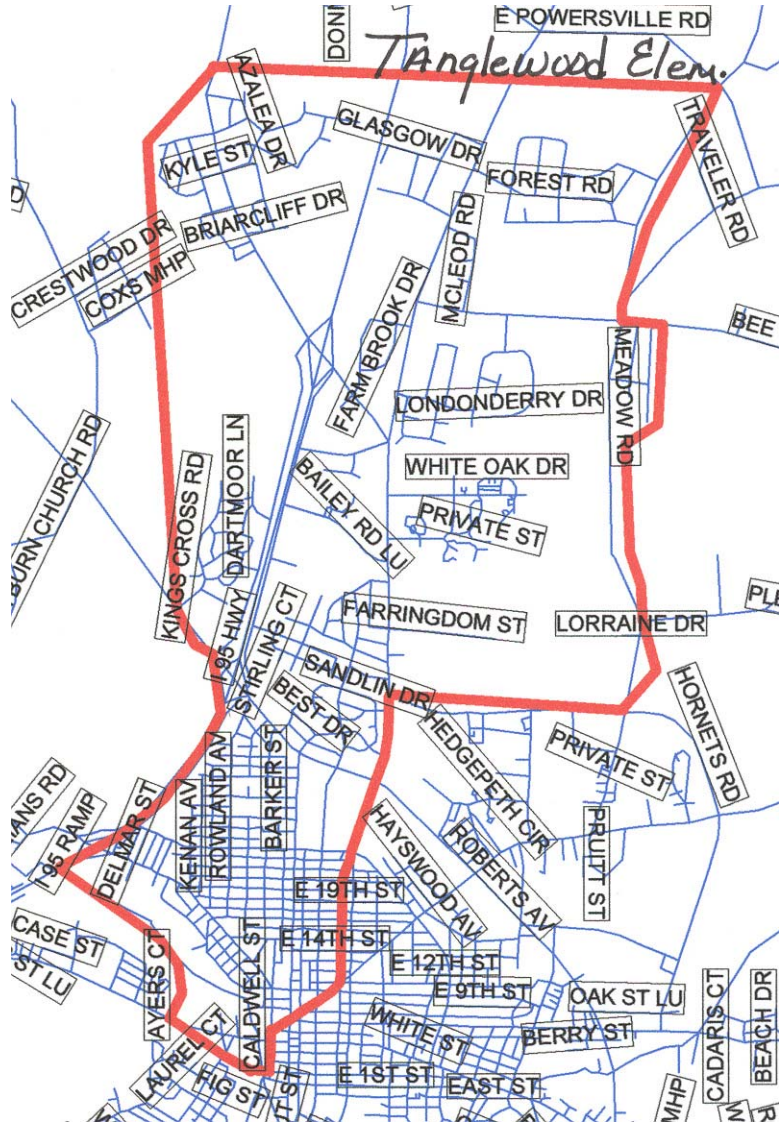 E POWERSVILLE RD
Tanglewood Elem.
AZALEA DR
GLASGOW DR
TRAVELER RD
KYLE ST
FOREST RD
BRIARCLIFF DR
CRESTWOOD DR
COXS MHP
MCLEOD RD
FARM BROOK DR
BEE
MEADOW RD
LONDONDERRY DR
DARTMOOR LN
WHITE OAK DR
BAILEY RD LU
PRIVATE ST
BURN CHURCH RD
KINGS CROSS RD
I 95 HWY
STIRLING CT
FARRINGDOM ST
LORRAINE DR
PLE
SANDLIN DR
BEST DR
HORNETS RD
HEDGEPETH CIR
PRIVATE ST
BARKER ST
ROWLAND AV
KENAN AV
DELMAR ST
ANS RD
I 95 RAMP
HAYSWOOD AV
ROBERTS AV
PRUITT ST
E 19TH ST
CASE ST
ST LU
AYERS CT
CALDWELL ST
E 14TH ST
E 12TH ST
E 9TH ST
OAK ST LU
BERRY ST
WHITE ST
CADARIS CT
BEACH DR
LAUREL CT
FIG ST
E 1ST ST
EAST ST
MHP